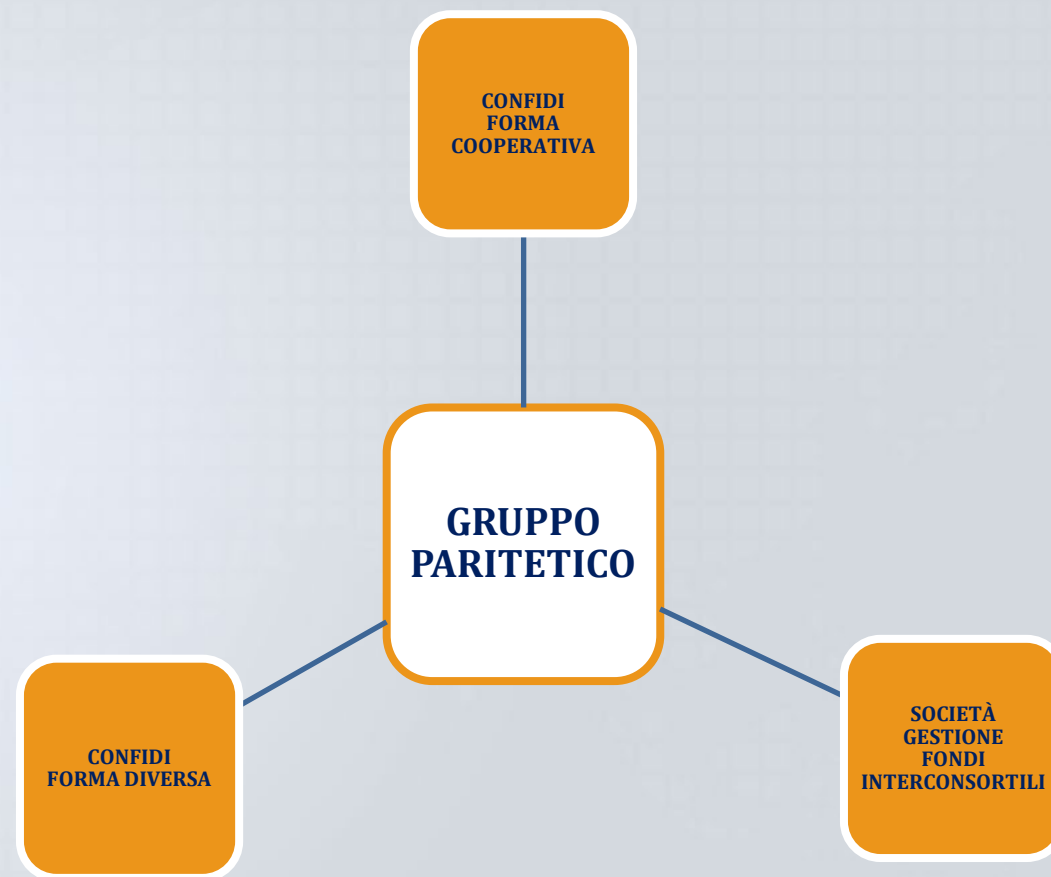 CONFIDI
FORMA
COOPERATIVA
GRUPPO
PARITETICO
CONFIDI
FORMA DIVERSA
SOCIETÀ
GESTIONE
FONDI
INTERCONSORTILI